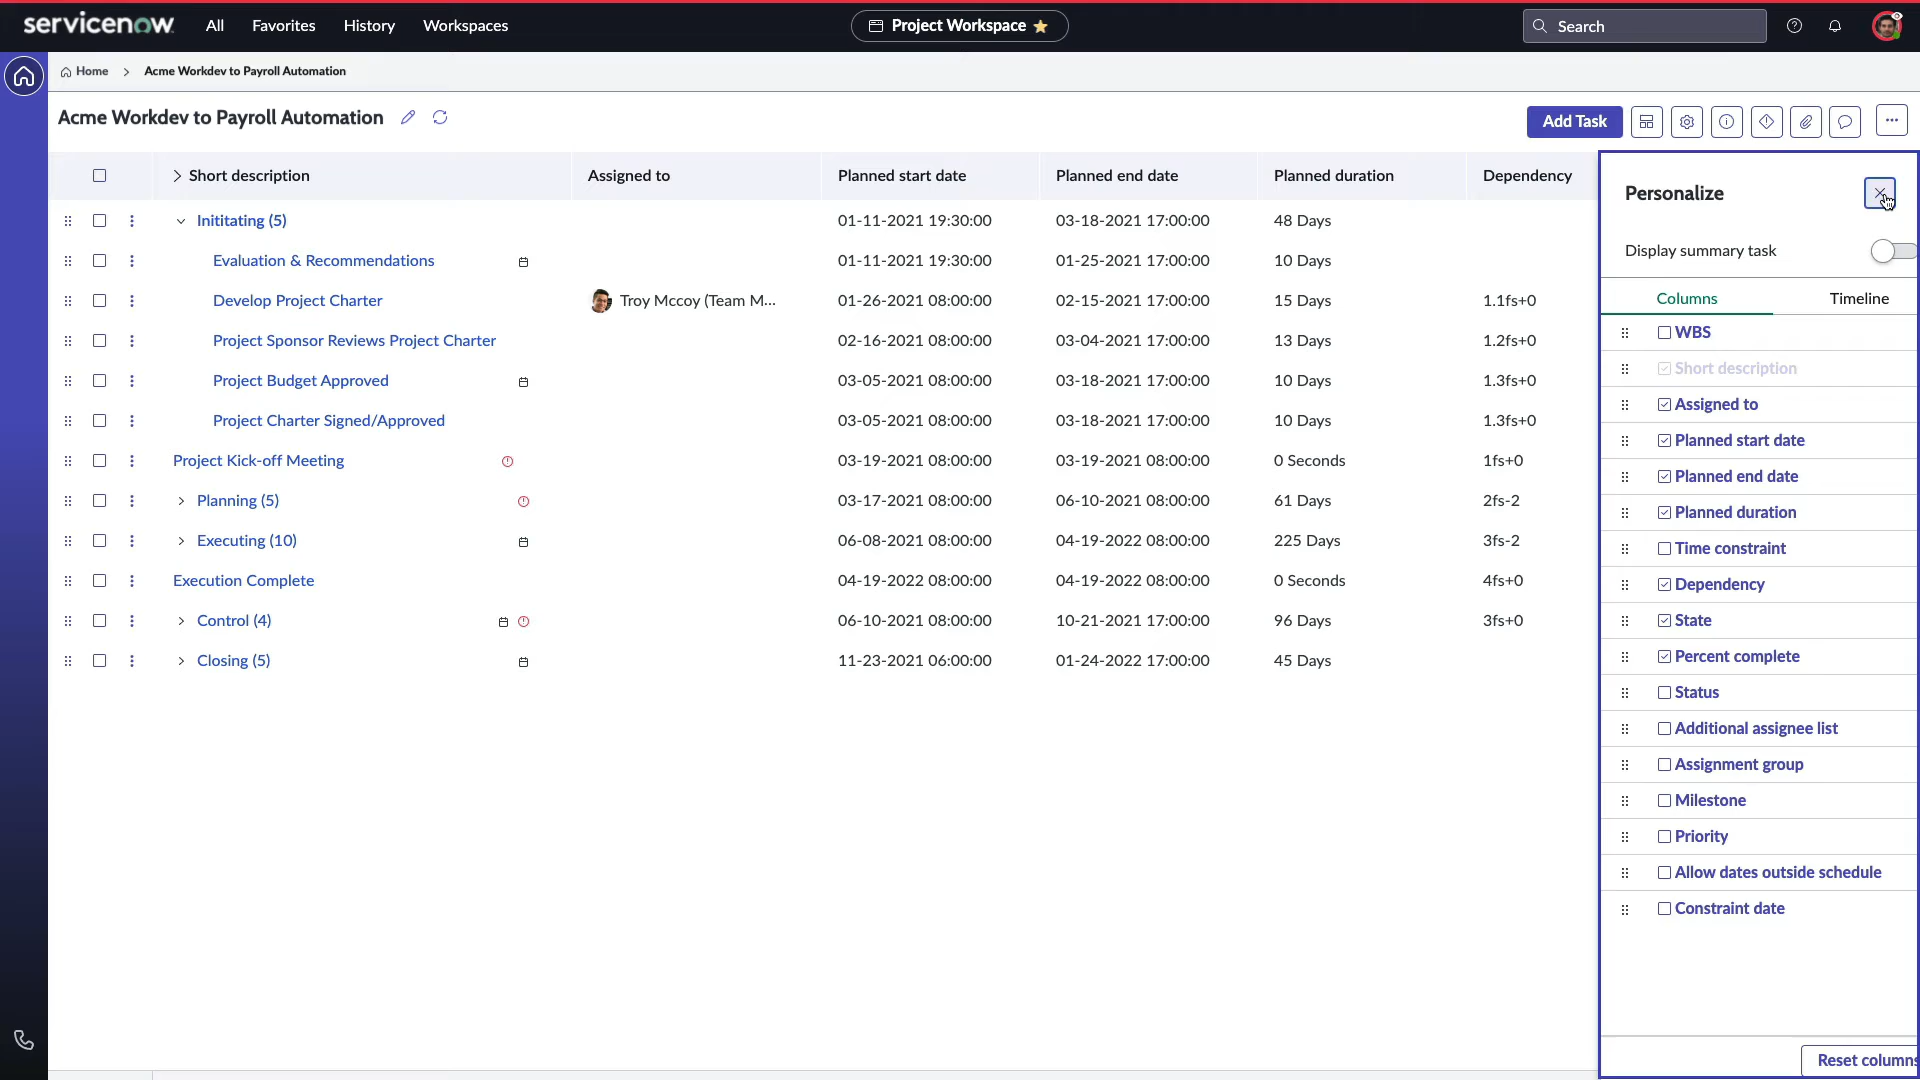 servicenow All Favorites History Workspaces Project Workspace Search
Home Acme Workdev to Payroll Automation
Acme Workdev to Payroll Automation Add Task
Short description Assigned to Planned start date Planned end date Planned duration Dependency
Inititating (5) 01-11-2021 19:30:00 03-18-2021 17:00:00 48 Days
Evaluation & Recommendations 01-11-2021 19:30:00 01-25-2021 17:00:00 10 Days
Develop Project Charter Troy Mccoy (Team M... 01-26-2021 08:00:00 02-15-2021 17:00:00 15 Days 1.1fs+0
Project Sponsor Reviews Project Charter 02-16-2021 08:00:00 03-04-2021 17:00:00 13 Days 1.2fs+0
Project Budget Approved 03-05-2021 08:00:00 03-18-2021 17:00:00 10 Days 1.3fs+0
Project Charter Signed/Approved 03-05-2021 08:00:00 03-18-2021 17:00:00 10 Days 1.3fs+0
Project Kick-off Meeting 03-19-2021 08:00:00 03-19-2021 08:00:00 0 Seconds 1fs+0
Planning (5) 03-17-2021 08:00:00 06-10-2021 08:00:00 61 Days 2fs-2
Executing (10) 06-08-2021 08:00:00 04-19-2022 08:00:00 225 Days 3fs-2
Execution Complete 04-19-2022 08:00:00 04-19-2022 08:00:00 0 Seconds 4fs+0
Control (4) 06-10-2021 08:00:00 10-21-2021 17:00:00 96 Days 3fs+0
Closing (5) 11-23-2021 06:00:00 01-24-2022 17:00:00 45 Days
Personalize
Display summary task
Columns Timeline
WBS
Short description
Assigned to
Planned start date
Planned end date
Planned duration
Time constraint
Dependency
State
Percent complete
Status
Additional assignee list
Assignment group
Milestone
Priority
Allow dates outside schedule
Constraint date
Reset columns